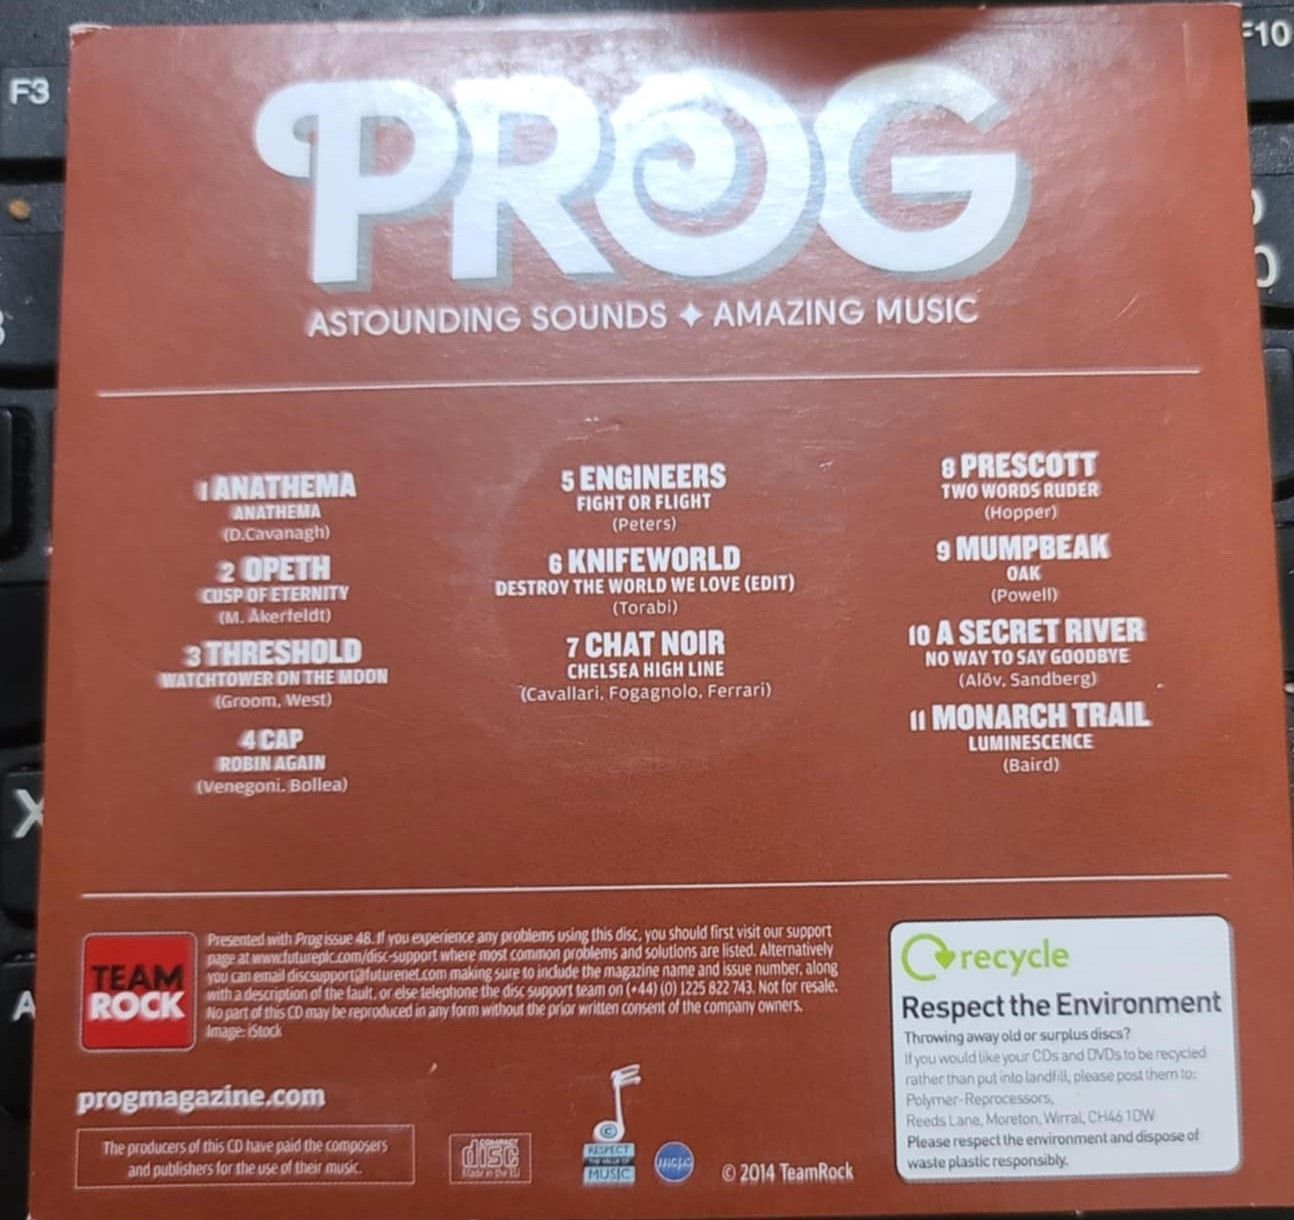 F3
F10
PROG
ASTOUNDING SOUNDS ✦ AMAZING MUSIC
1 ANATHEMA
ANATHEMA
(D.Cavanagh)
2 OPETH
CUSP OF ETERNITY
(M. Åkerfeldt)
3 THRESHOLD
WATCHTOWER ON THE MOON
(Groom, West)
4 CAP
ROBIN AGAIN
(Venegoni, Bollea)
5 ENGINEERS
FIGHT OR FLIGHT
(Peters)
6 KNIFEWORLD
DESTROY THE WORLD WE LOVE (EDIT)
(Torabi)
7 CHAT NOIR
CHELSEA HIGH LINE
(Cavallari, Fogagnolo, Ferrari)
8 PRESCOTT
TWO WORDS RUDER
(Hopper)
9 MUMPBEAK
OAK
(Powell)
10 A SECRET RIVER
NO WAY TO SAY GOODBYE
(Alöv, Sandberg)
11 MONARCH TRAIL
LUMINESCENCE
(Baird)
X
A
TEAM
ROCK
Presented with Prog issue 48. If you experience any problems using this disc, you should first visit our support
page at www.futureplc.com/disc-support where most common problems and solutions are listed. Alternatively
you can email discsupport@futurenet.com making sure to include the magazine name and issue number, along
with a description of the fault, or else telephone the disc support team on (+44) (0) 1225 822 743. Not for resale.
No part of this CD may be reproduced in any form without the prior written consent of the company owners.
Image: iStock
progmagazine.com
The producers of this CD have paid the composers
and publishers for the use of their music.
COMPACT
disc
Made in the EU
©
RESPECT
THE VALUE OF
MUSIC
mcps
© 2014 TeamRock
recycle
Respect the Environment
Throwing away old or surplus discs?
If you would like your CDs and DVDs to be recycled
rather than put into landfill, please post them to:
Polymer-Reprocessors,
Reeds Lane, Moreton, Wirral, CH46 1DW
Please respect the environment and dispose of
waste plastic responsibly.